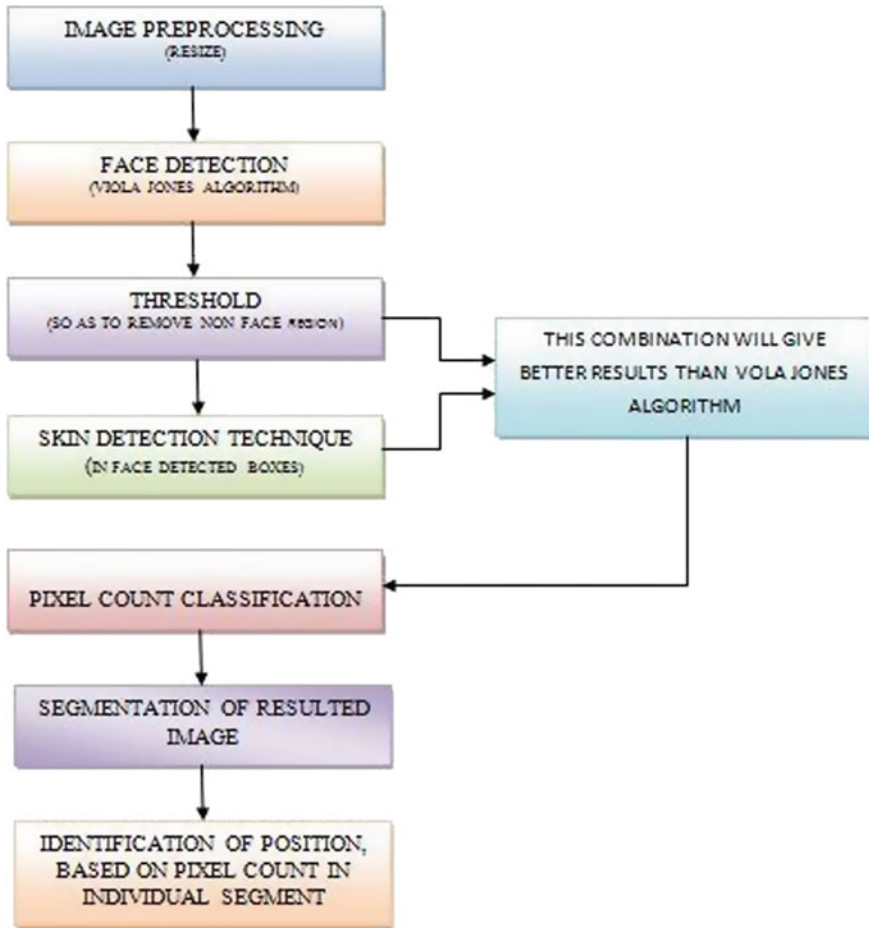 IMAGE PREPROCESSING
(RESIZE)
FACE DETECTION
(VIOLA JONES ALGORITHM)
THRESHOLD
(SO AS TO REMOVE NON FACE REGION)
THIS COMBINATION WILL GIVE
BETTER RESULTS THAN VOLA JONES
ALGORITHM
SKIN DETECTION TECHNIQUE
(IN FACE DETECTED BOXES)
PIXEL COUNT CLASSIFICATION
SEGMENTATION OF RESULTED
IMAGE
IDENTIFICATION OF POSITION,
BASED ON PIXEL COUNT IN
INDIVIDUAL SEGMENT